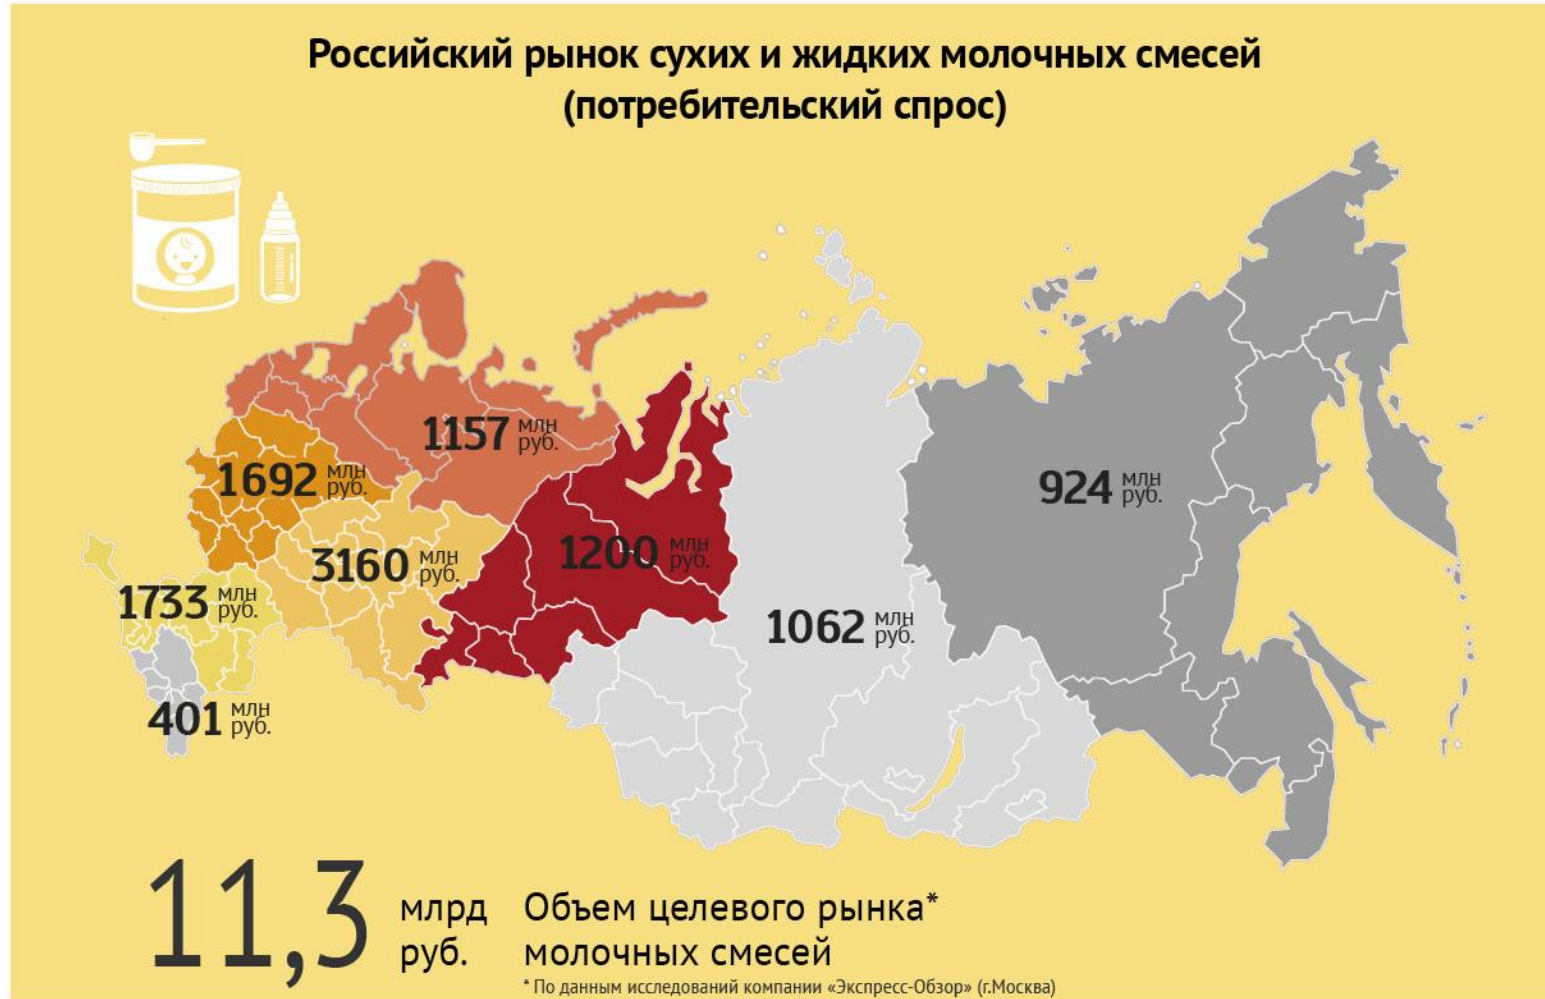 Российский рынок сухих и жидких молочных смесей
(потребительский спрос)
1157 млн
руб.
1692 млн
руб.
924 млн
руб.
3160 млн
руб.
1200 млн
руб.
1733 млн
руб.
1062 млн
руб.
401 млн
руб.
11,3 млрд
руб.
Объем целевого рынка*
молочных смесей
* По данным исследований компании «Экспресс-Обзор» (г.Москва)